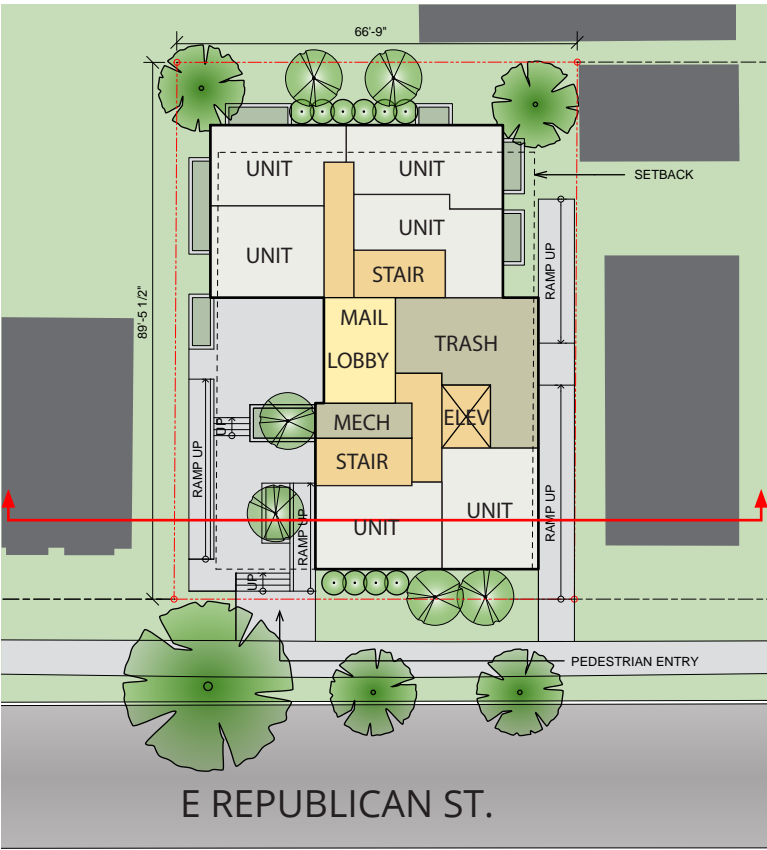 66'-9"
UNIT
UNIT
SETBACK
UNIT
UNIT
STAIR
RAMP UP
89'-5 1/2"
MAIL
LOBBY
TRASH
ELEV
MECH
UP
STAIR
RAMP UP
UNIT
UNIT
RAMP UP
RAMP UP
UP
PEDESTRIAN ENTRY
E REPUBLICAN ST.